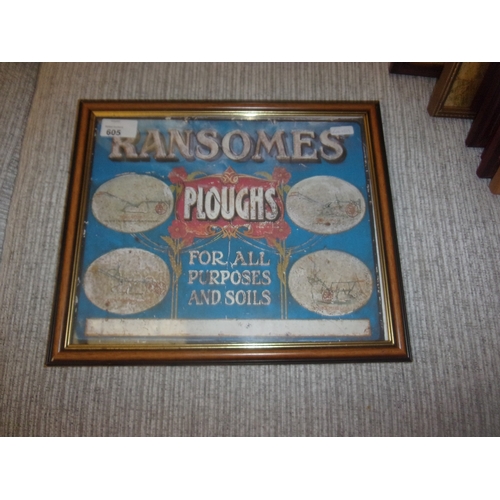 605
RANSOMES'
PLOUGHS
FOR ALL
PURPOSES
AND SOILS